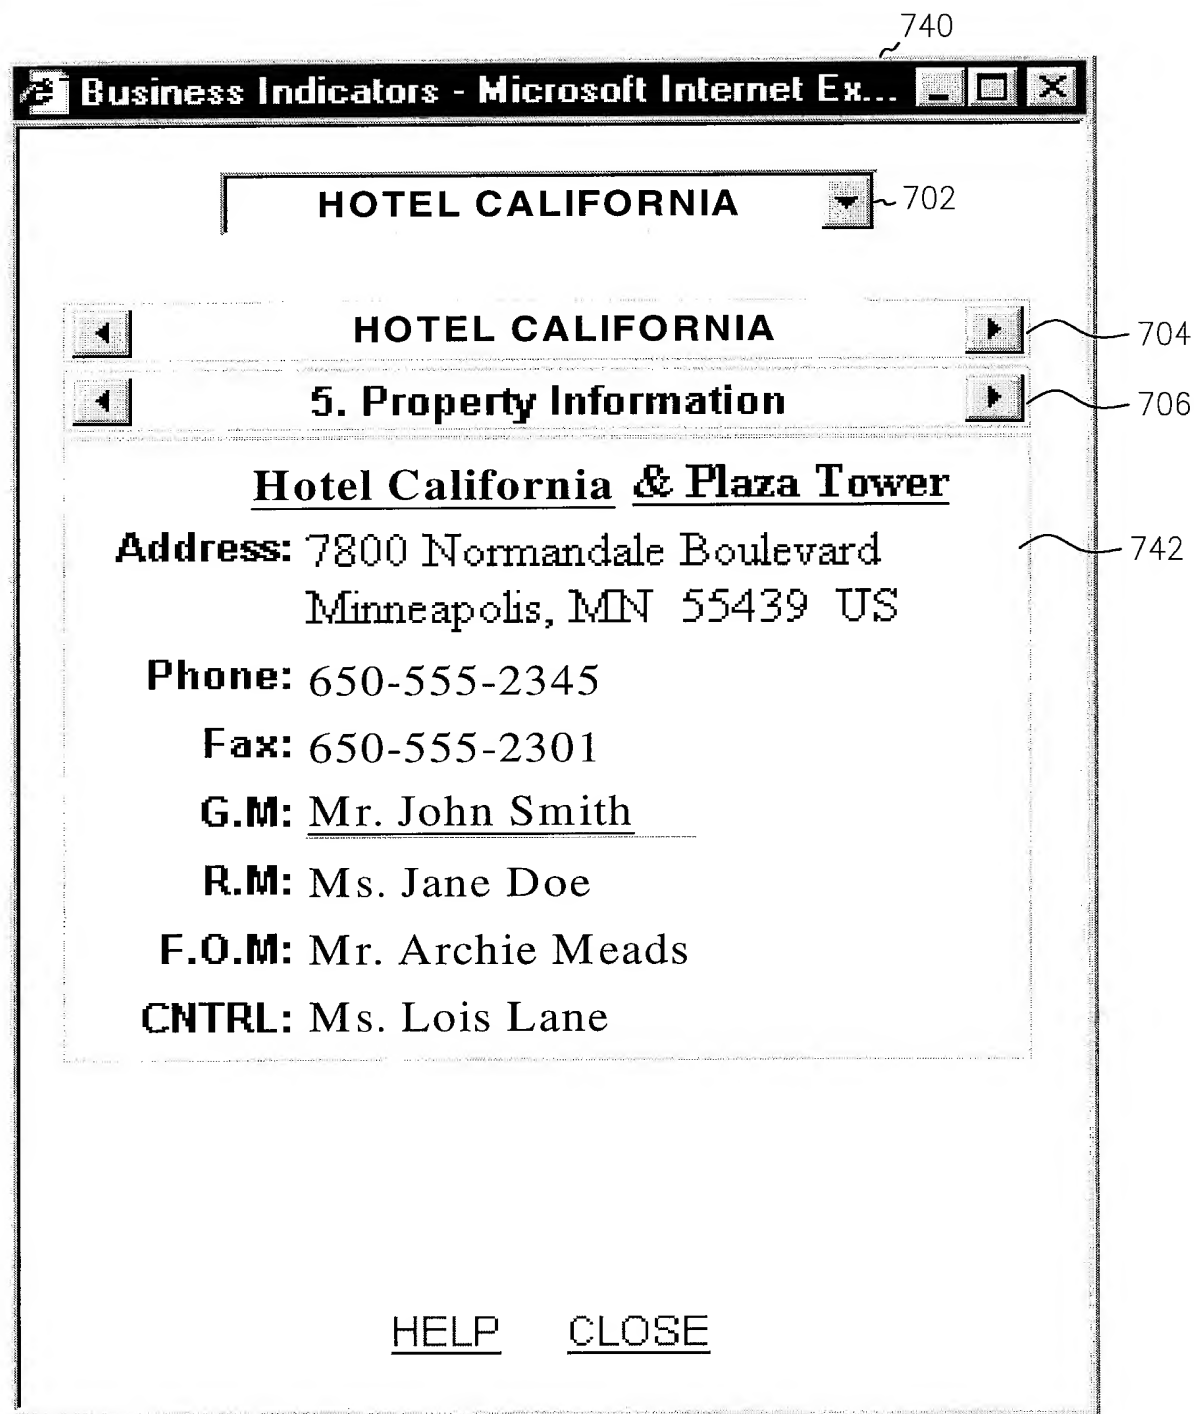 740
Business Indicators - Microsoft Internet Ex...
HOTEL CALIFORNIA
702
HOTEL CALIFORNIA
704
5. Property Information
706
Hotel California & Plaza Tower
Address: 7800 Normandale Boulevard
742
Minneapolis, MN 55439 US
Phone: 650-555-2345
Fax: 650-555-2301
G.M: Mr. John Smith
R.M: Ms. Jane Doe
F.O.M: Mr. Archie Meads
CNTRL: Ms. Lois Lane
HELP CLOSE